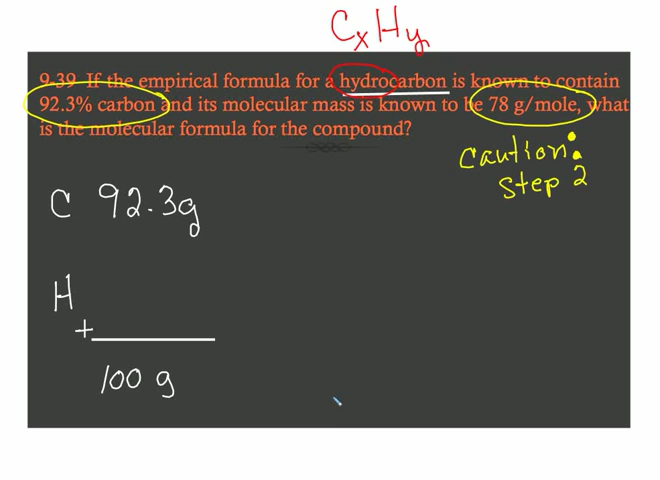 CxHy
9-39 If the empirical formula for a hydrocarbon is known to contain
92.3% carbon and its molecular mass is known to be 78 g/mole, what
is the molecular formula for the compound?
caution:
step 2
C 92.3g
H
+
100 g